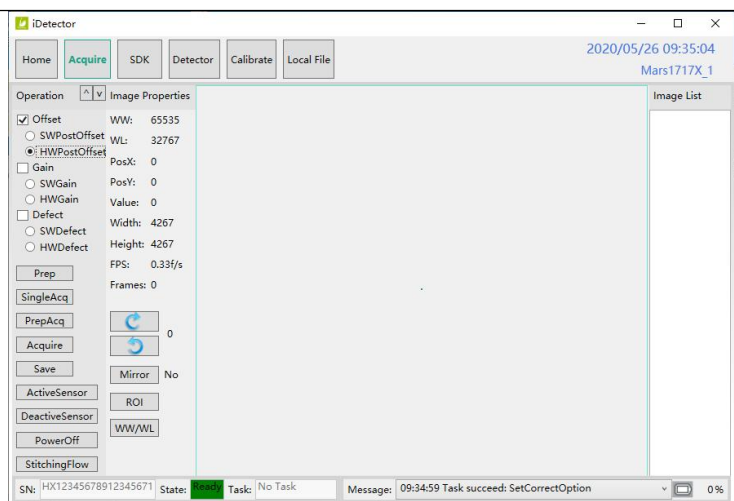 iDetector
Home
Acquire
SDK
Detector
Calibrate
Local File
2020/05/26 09:35:04
Mars1717X_1
Operation
^
v
Image Properties
Image List
Offset
SWPostOffset
HWPostOffset
Gain
SWGain
HWGain
Defect
SWDefect
HWDefect
Prep
SingleAcq
PrepAcq
Acquire
Save
ActiveSensor
DeactiveSensor
PowerOff
StitchingFlow
WW: 65535
WL: 32767
PosX: 0
PosY: 0
Value: 0
Width: 4267
Height: 4267
FPS: 0.33f/s
Frames: 0
0
Mirror No
ROI
WW/WL
SN: HX12345678912345671 State: Ready Task: No Task Message: 09:34:59 Task succeed: SetCorrectOption 0%